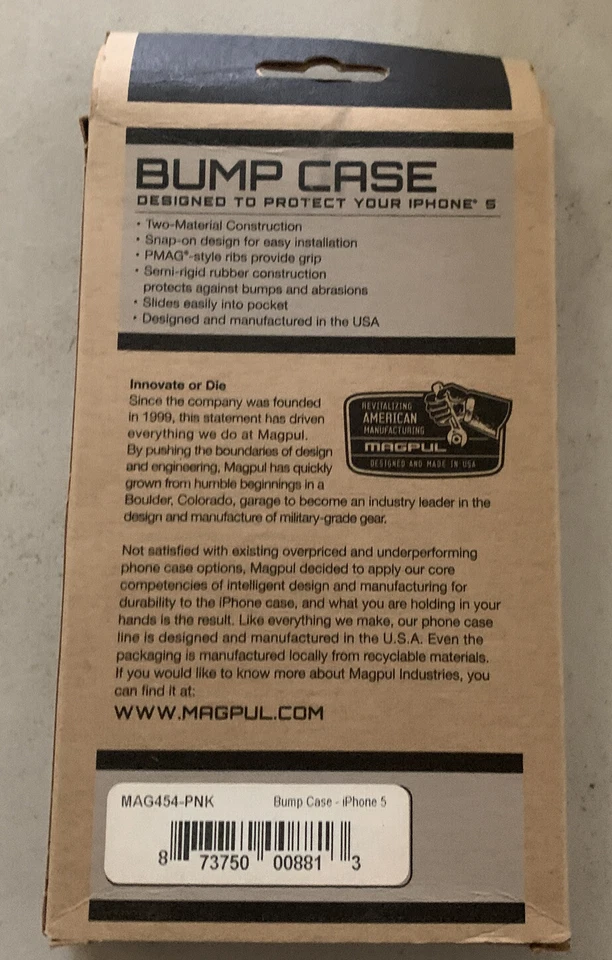 BUMP CASE
DESIGNED TO PROTECT YOUR IPHONE® 5
• Two-Material Construction
• Snap-on design for easy installation
• PMAG®-style ribs provide grip
• Semi-rigid rubber construction
protects against bumps and abrasions
• Slides easily into pocket
• Designed and manufactured in the USA
Innovate or Die
Since the company was founded
in 1999, this statement has driven
everything we do at Magpul.
By pushing the boundaries of design
and engineering, Magpul has quickly
grown from humble beginnings in a
Boulder, Colorado, garage to become an industry leader in the
design and manufacture of military-grade gear.
REVITALIZING
AMERICAN
MANUFACTURING
MAGPUL
DESIGNED AND MADE IN USA
Not satisfied with existing overpriced and underperforming
phone case options, Magpul decided to apply our core
competencies of intelligent design and manufacturing for
durability to the iPhone case, and what you are holding in your
hands is the result. Like everything we make, our phone case
line is designed and manufactured in the U.S.A. Even the
packaging is manufactured locally from recyclable materials.
If you would like to know more about Magpul Industries, you
can find it at:
WWW.MAGPUL.COM
MAG454-PNK Bump Case - iPhone 5
8 73750 00881 3